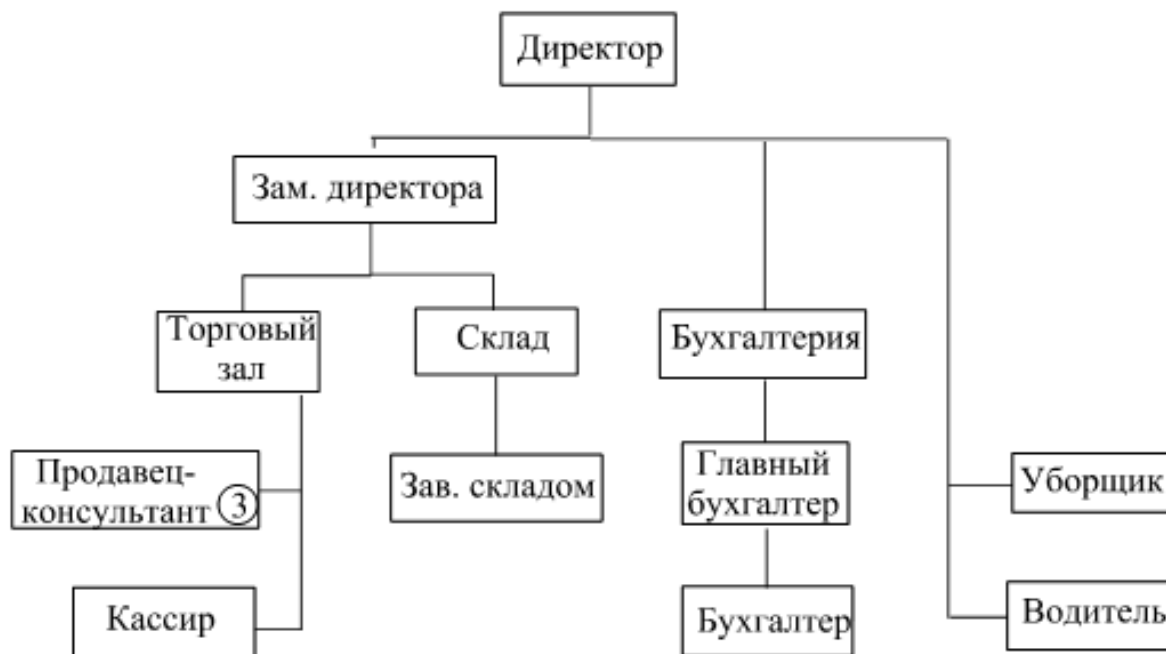 Директор
Зам. директора
Торговый
зал
Склад
Бухгалтерия
Продавец-
консультант 3
Зав. складом
Главный
бухгалтер
Уборщик
Кассир
Бухгалтер
Водитель